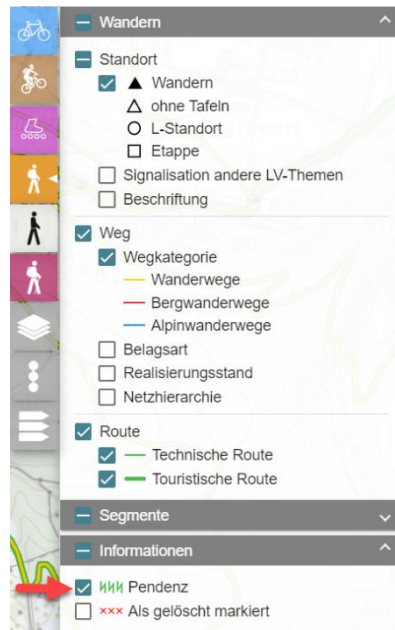 Wandern
Standort
Wandern
ohne Tafeln
L-Standort
Etappe
Signalisation andere LV-Themen
Beschriftung
Weg
Wegkategorie
Wanderwege
Bergwanderwege
Alpinwanderwege
Belagsart
Realisierungsstand
Netzhierarchie
Route
Technische Route
Touristische Route
Segmente
Informationen
Pendenz
Als gelöscht markiert